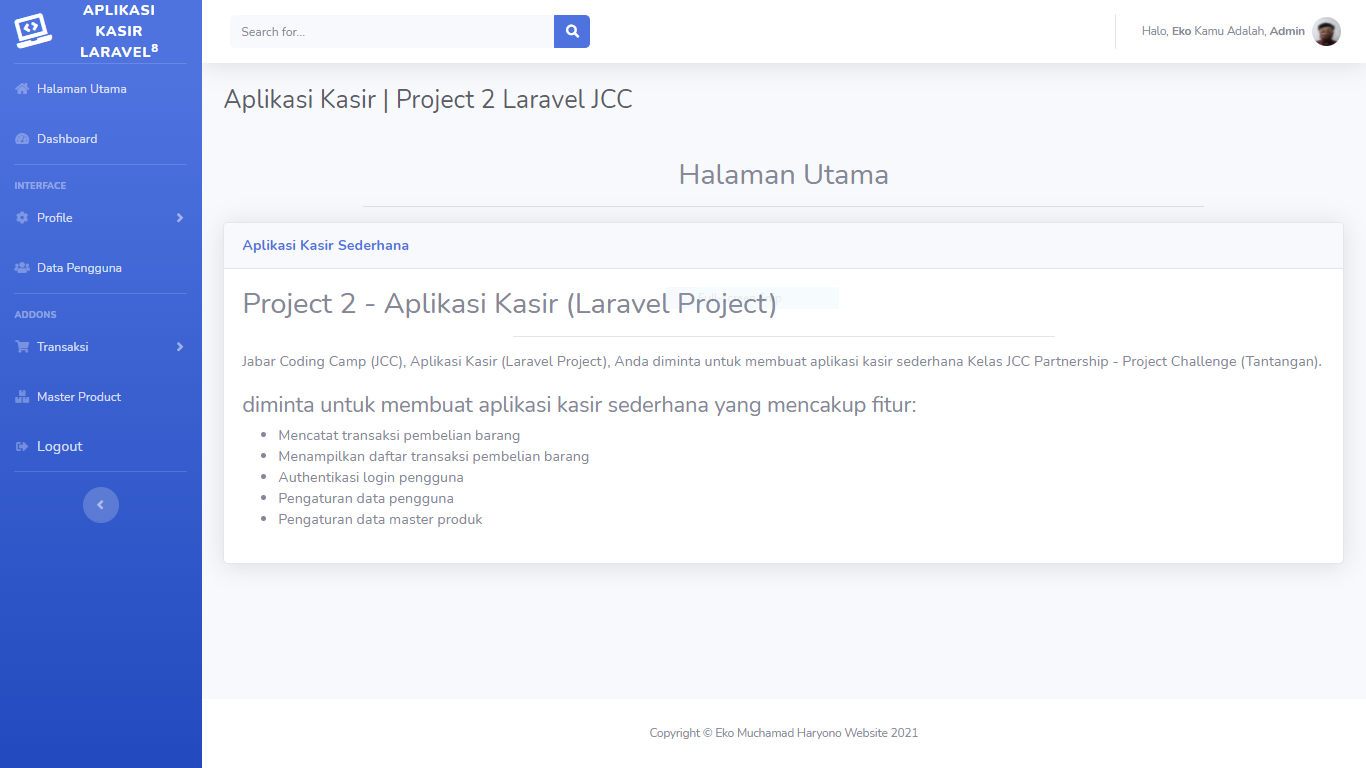 APLIKASI
KASIR
LARAVEL8
Search for...
Halo, Eko Kamu Adalah, Admin
Halaman Utama
Dashboard
INTERFACE
Profile
Data Pengguna
ADDONS
Transaksi
Master Product
Logout
Aplikasi Kasir | Project 2 Laravel JCC
Halaman Utama
Aplikasi Kasir Sederhana
Project 2 - Aplikasi Kasir (Laravel Project)
Jabar Coding Camp (JCC), Aplikasi Kasir (Laravel Project), Anda diminta untuk membuat aplikasi kasir sederhana Kelas JCC Partnership - Project Challenge (Tantangan).
diminta untuk membuat aplikasi kasir sederhana yang mencakup fitur:
Mencatat transaksi pembelian barang
Menampilkan daftar transaksi pembelian barang
Authentikasi login pengguna
Pengaturan data pengguna
Pengaturan data master produk
Copyright © Eko Muchamad Haryono Website 2021